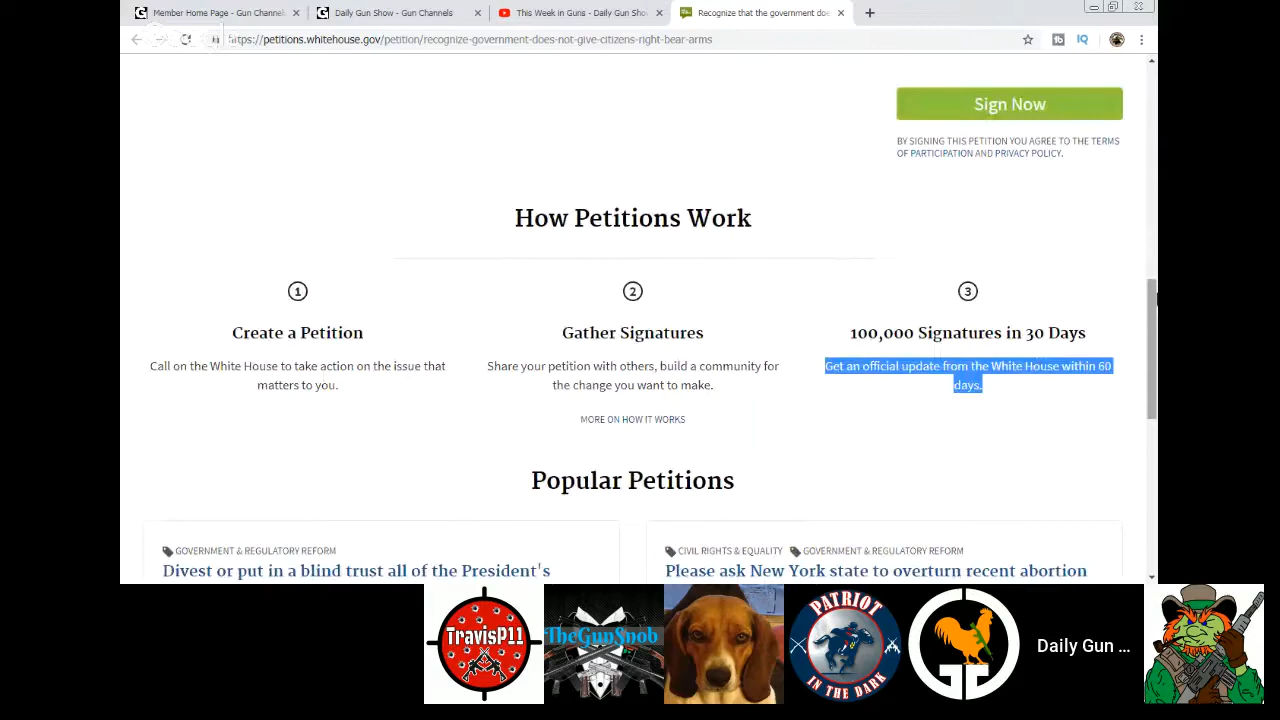 Member Home Page - Gun Channels
Daily Gun Show - Gun Channels
This Week in Guns - Daily Gun Sho
Recognize that the government doe
https://petitions.whitehouse.gov/petition/recognize-government-does-not-give-citizens-right-bear-arms
tb
IQ
Sign Now
BY SIGNING THIS PETITION YOU AGREE TO THE TERMS
OF PARTICIPATION AND PRIVACY POLICY.
How Petitions Work
1
2
3
Create a Petition
Gather Signatures
100,000 Signatures in 30 Days
Call on the White House to take action on the issue that
matters to you.
Share your petition with others, build a community for
the change you want to make.
Get an official update from the White House within 60
days.
MORE ON HOW IT WORKS
Popular Petitions
GOVERNMENT & REGULATORY REFORM
Divest or put in a blind trust all of the President's
CIVIL RIGHTS & EQUALITY GOVERNMENT & REGULATORY REFORM
Please ask New York state to overturn recent abortion
TravisP11
TheGunSnob
PATRIOT
IN THE DARK
GG
Daily Gun ...